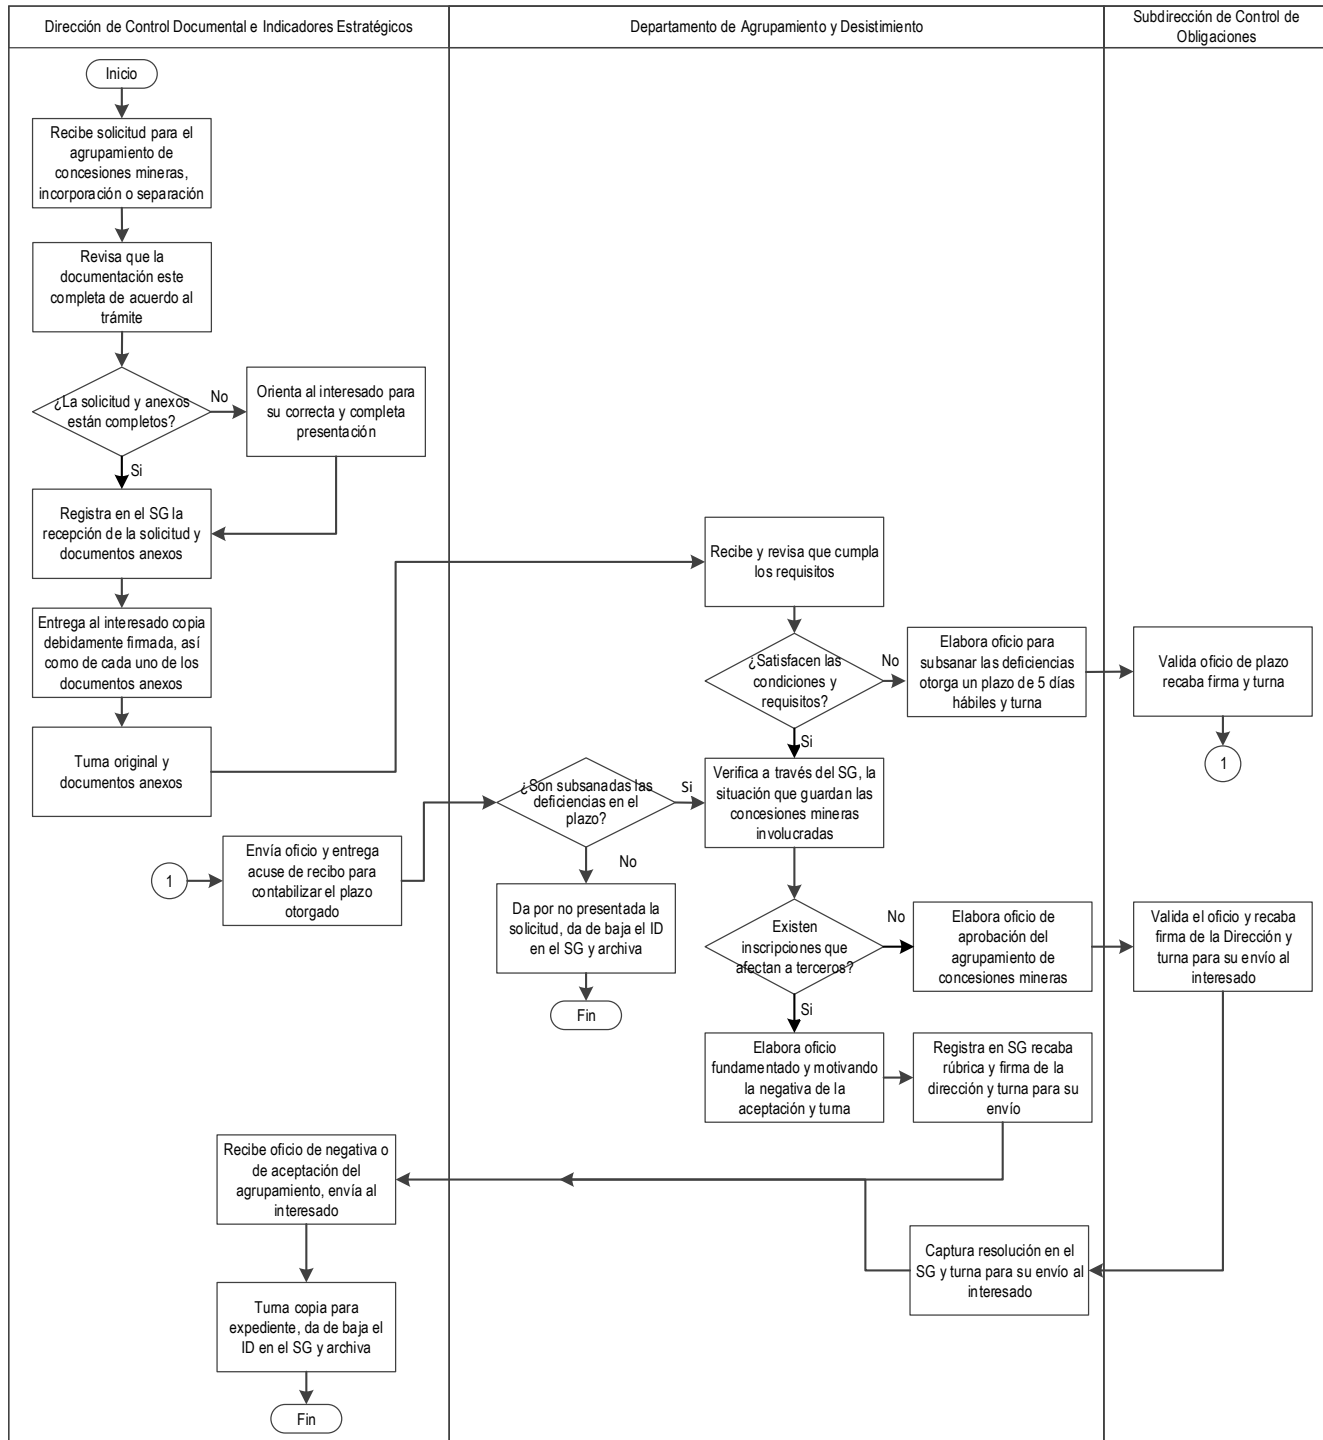 Dirección de Control Documental e Indicadores Estratégicos
Departamento de Agrupamiento y Desistimiento
Subdirección de Control de
Obligaciones
Inicio
Recibe solicitud para el
agrupamiento de
concesiones mineras,
incorporación o separación
Revisa que la
documentación este
completa de acuerdo al
trámite
¿La solicitud y anexos
están completos?
No
Orienta al interesado para
su correcta y completa
presentación
Si
Registra en el SG la
recepción de la solicitud y
documentos anexos
Entrega al interesado copia
debidamente firmada, así
como de cada uno de los
documentos anexos
Turna original y
documentos anexos
Recibe y revisa que cumpla
los requisitos
¿Satisfacen las
condiciones y
requisitos?
No
Elabora oficio para
subsanar las deficiencias
otorga un plazo de 5 días
hábiles y turna
Valida oficio de plazo
recaba firma y turna
1
Si
1
Envía oficio y entrega
acuse de recibo para
contabilizar el plazo
otorgado
¿Son subsanadas las
deficiencias en el
plazo?
Si
No
Da por no presentada la
solicitud, da de baja el ID
en el SG y archiva
Fin
Verifica a través del SG, la
situación que guardan las
concesiones mineras
involucradas
Existen
inscripciones que
afectan a terceros?
No
Elabora oficio de
aprobación del
agrupamiento de
concesiones mineras
Valida el oficio y recaba
firma de la Dirección y
turna para su envío al
interesado
Si
Elabora oficio
fundamentado y motivando
la negativa de la
aceptación y turna
Registra en SG recaba
rúbrica y firma de la
dirección y turna para su
envío
Recibe oficio de negativa o
de aceptación del
agrupamiento, envía al
interesado
Captura resolución en el
SG y turna para su envío al
interesado
Turna copia para
expediente, da de baja el
ID en el SG y archiva
Fin